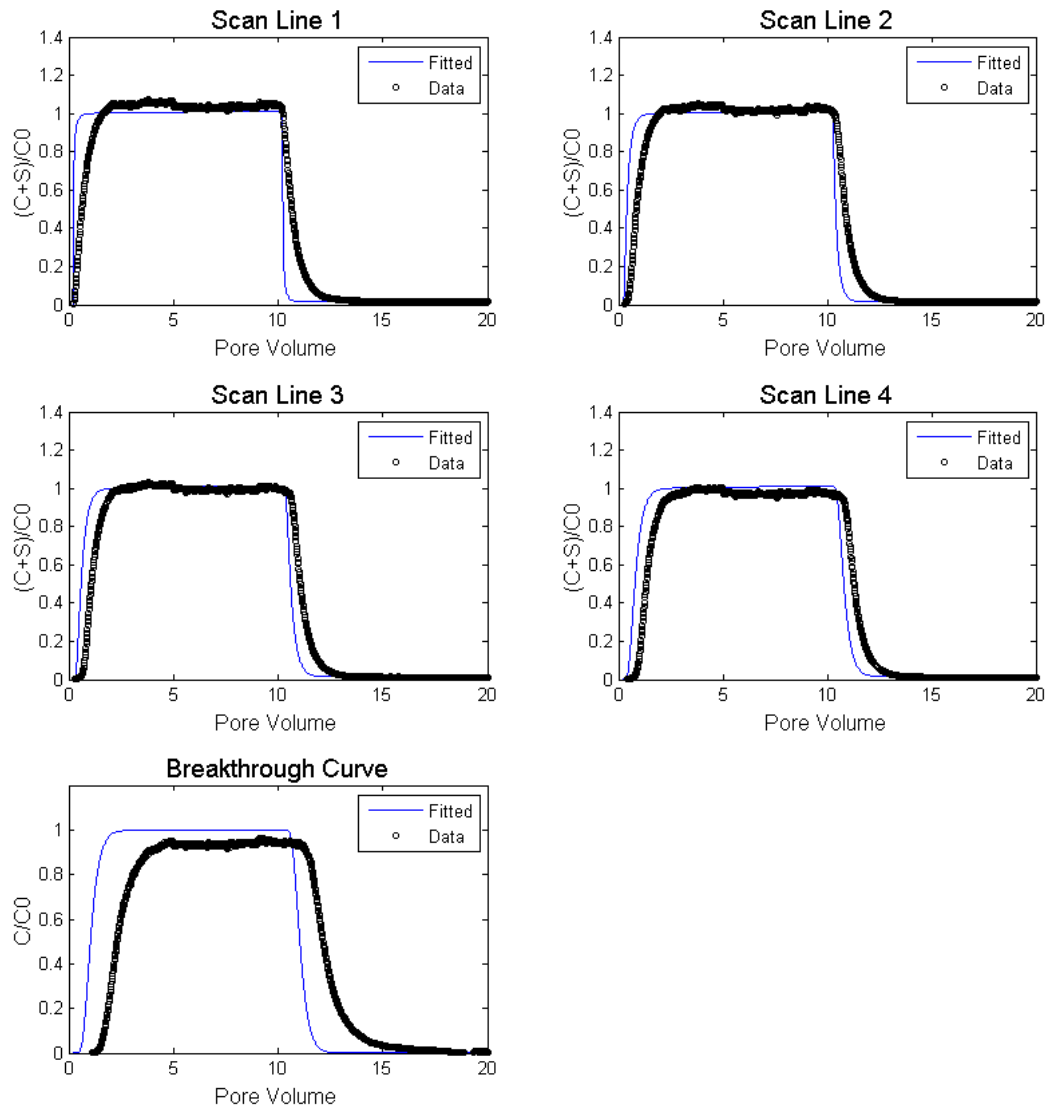 Scan Line 1
1.4
1.2
1
0.8
0.6
0.4
0.2
0
(C+S)/C0
Fitted
Data
0 5 10 15 20
Pore Volume
Scan Line 2
1.4
1.2
1
0.8
0.6
0.4
0.2
0
(C+S)/C0
Fitted
Data
0 5 10 15 20
Pore Volume
Scan Line 3
1.4
1.2
1
0.8
0.6
0.4
0.2
0
(C+S)/C0
Fitted
Data
0 5 10 15 20
Pore Volume
Scan Line 4
1.4
1.2
1
0.8
0.6
0.4
0.2
0
(C+S)/C0
Fitted
Data
0 5 10 15 20
Pore Volume
Breakthrough Curve
1
0.8
0.6
0.4
0.2
0
C/C0
Fitted
Data
0 5 10 15 20
Pore Volume